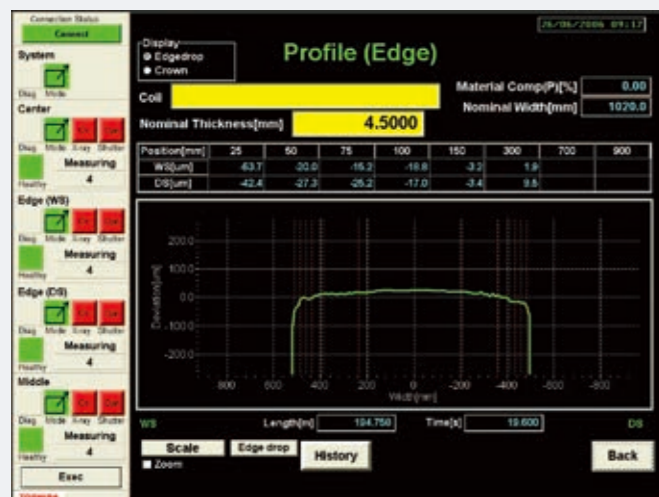 Connection Status
Connect
System
Diag Mode
Center
Diag Mode X-ray Shutter
Measuring
4
Healthy
Edge (WS)
Diag Mode X-ray Shutter
Measuring
4
Healthy
Edge (DS)
Diag Mode X-ray Shutter
Measuring
4
Healthy
Middle
Diag Mode X-ray Shutter
Measuring
4
Healthy
Exec
26/06/2006 09:17
Display
Edgedrop
Crown
Profile (Edge)
Material Comp(P)[%] 0.00
Coil
Nominal Width[mm] 1020.0
Nominal Thickness[mm] 4.5000
Position[mm] 25 50 75 100 150 300 700 900
WS[um] -63.7 -20.0 -15.2 -18.8 -3.2 1.9
DS[um] -42.4 -27.3 -25.2 -17.0 -3.4 9.5
Deviation[um]
200.0
100.0
0.0
-100.0
-200.0
800 600 400 200 0 -200 -400 -600 -800
Width[mm]
WS Length[m] 194.750 Time[s] 19.600 DS
Scale Edge drop History Back
Zoom